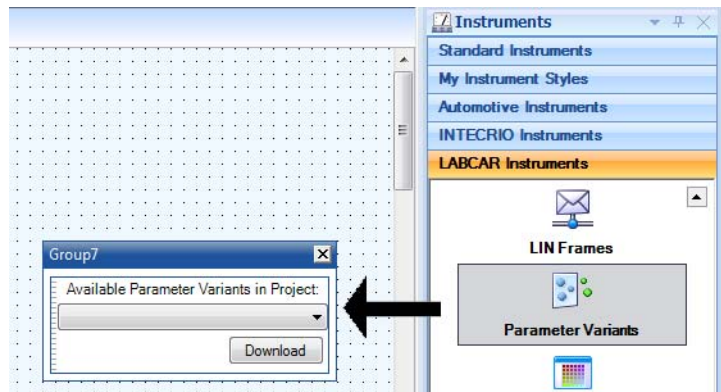 Instruments
Standard Instruments
My Instrument Styles
Automotive Instruments
INTECRIO Instruments
LABCAR Instruments
LIN Frames
Parameter Variants
Group7
Available Parameter Variants in Project:
Download